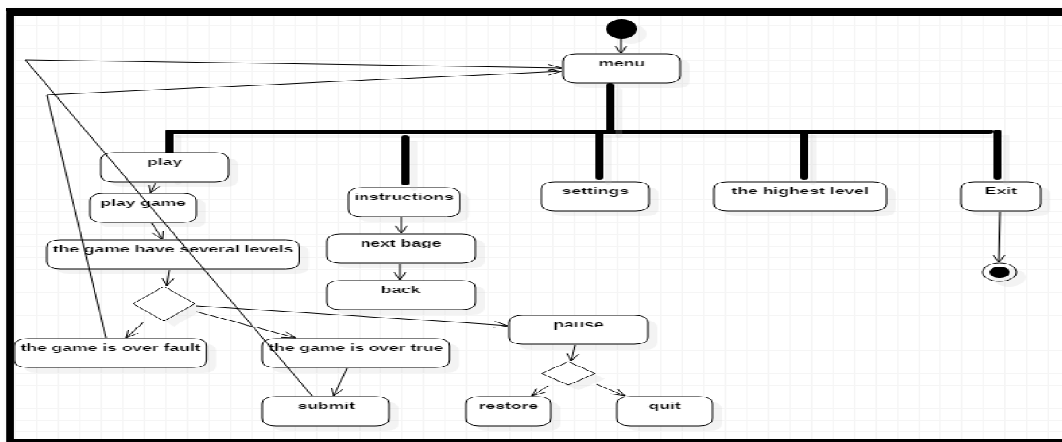 menu
play
instructions
settings
the highest level
Exit
play game
next bage
the game have several levels
back
pause
the game is over fault
the game is over true
submit
restore
quit